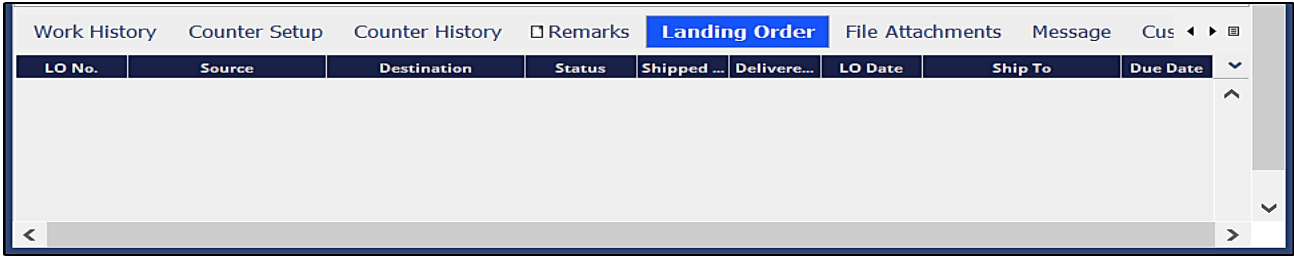 Work History Counter Setup Counter History Remarks Landing Order File Attachments Message Cus
LO No. Source Destination Status Shipped ... Delivere... LO Date Ship To Due Date